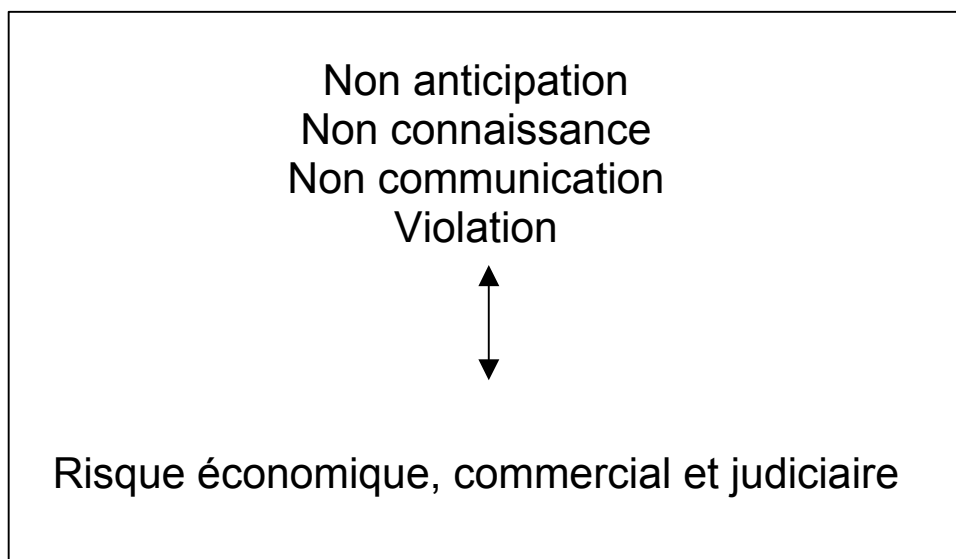 Non anticipation
Non connaissance
Non communication
Violation
Risque économique, commercial et judiciaire